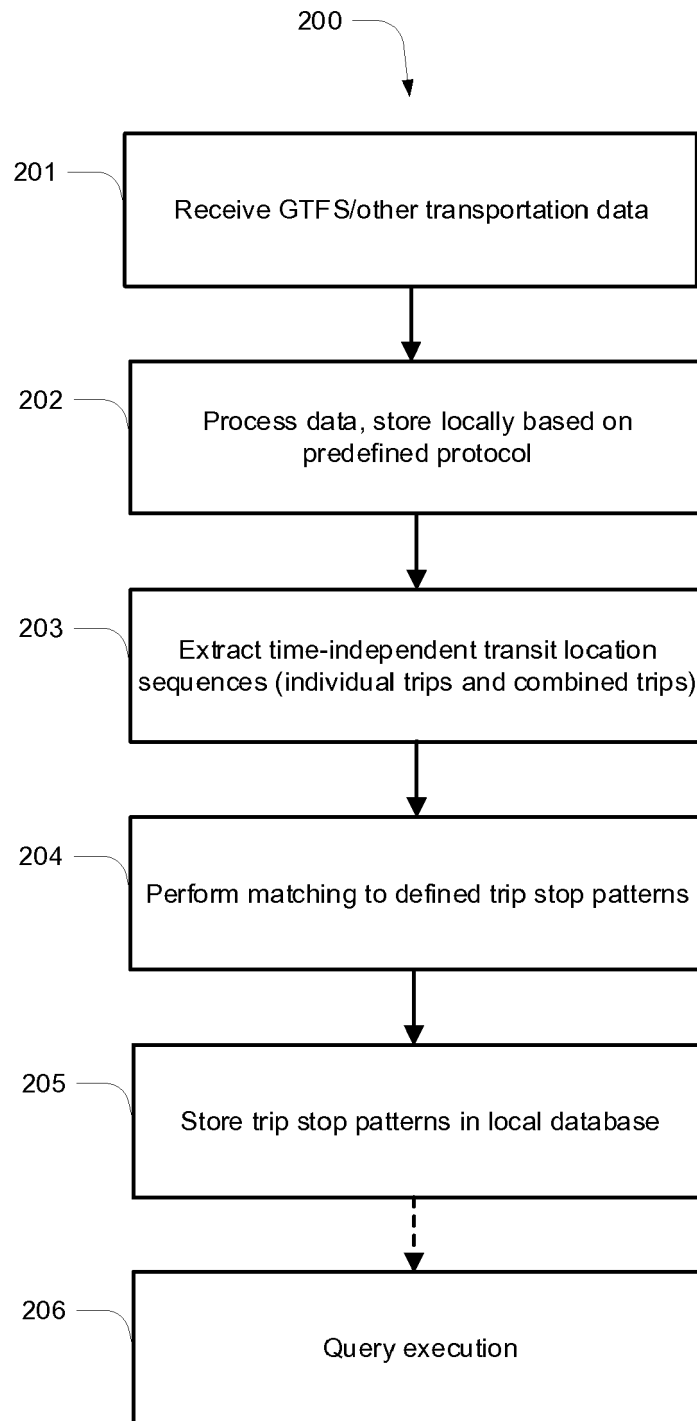 200
201
Receive GTFS/other transportation data
202
Process data, store locally based on
predefined protocol
203
Extract time-independent transit location
sequences (individual trips and combined trips)
204
Perform matching to defined trip stop patterns
205
Store trip stop patterns in local database
206
Query execution